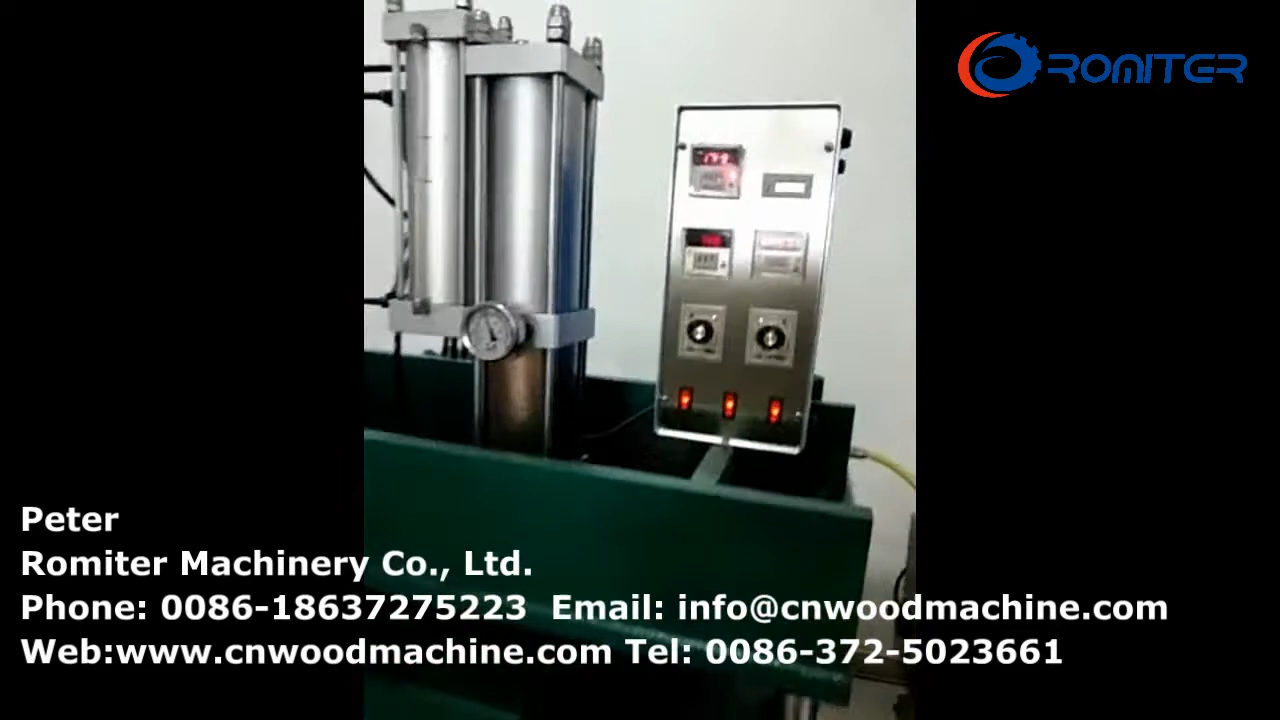 ROMITER
Peter
Romiter Machinery Co., Ltd.
Phone: 0086-18637275223 Email: info@cnwoodmachine.com
Web:www.cnwoodmachine.com Tel: 0086-372-5023661